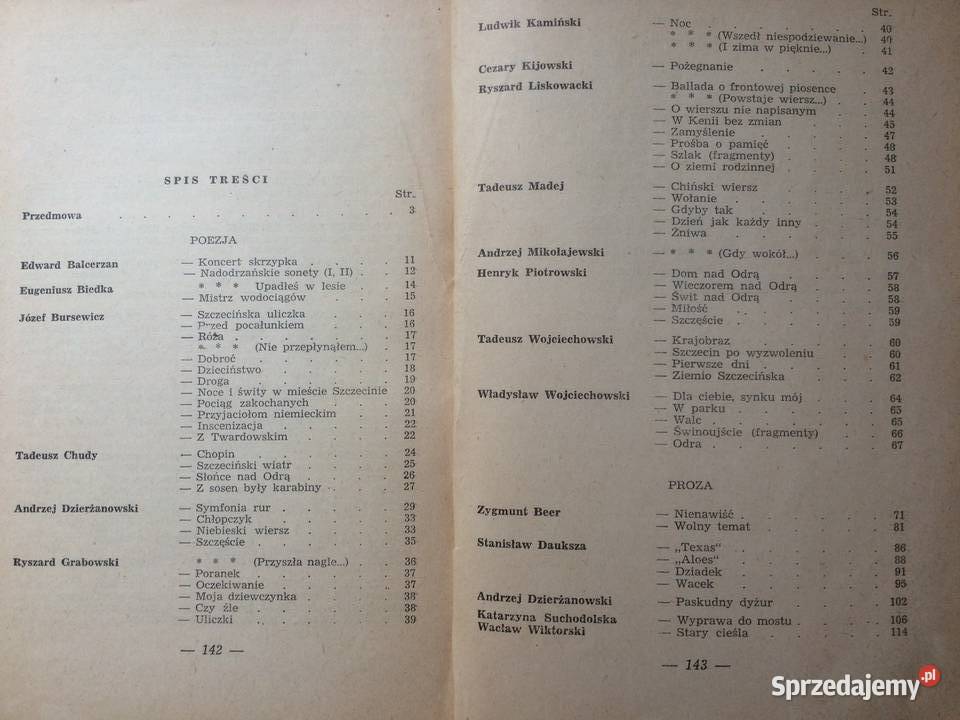 SPIS TREŚCI
Str.
Przedmowa . . . . . . . . . . . . 3
POEZJA
Edward Balcerzan — Koncert skrzypka . . . . 11
— Nadodrzańskie sonety (I, II) . . 12
Eugeniusz Biedka * * * Upadłeś w lesie . . . 14
— Mistrz wodociągów . . . 15
Józef Bursewicz — Szczecińska uliczka . . . 16
— Przed pocałunkiem . . . 16
— Róża . . . . . . . 17
* * * (Nie przepłynąłem...) . 17
— Dobroć . . . . . . 17
— Dzieciństwo . . . . . 18
— Droga . . . . . . 19
— Noce i świty w mieście Szczecinie 20
— Pociąg zakochanych . . . 20
— Przyjaciołom niemieckim . . 21
— Inscenizacja . . . . . 22
— Z Twardowskim . . . . 22
Tadeusz Chudy — Chopin . . . . . . 24
— Szczeciński wiatr . . . . 25
— Słońce nad Odrą . . . . 26
— Z sosen były karabiny . . . 27
Andrzej Dzierżanowski — Symfonia rur . . . . . 29
— Chłopczyk . . . . . 33
— Niebieski wiersz . . . . 33
— Szczęście . . . . . . 35
Ryszard Grabowski * * * (Przyszła nagle...) . . 36
— Poranek . . . . . . 37
— Oczekiwanie . . . . . 37
— Moja dziewczynka . . . . 38
— Czy źle . . . . . . 38
— Uliczki . . . . . . 39
— 142 —
Str.
Ludwik Kamiński — Noc . . . . . . . 40
* * * (Wszedł niespodziewanie...) 40
* * * (I zima w pięknie...) . 41
Cezary Kijowski — Pożegnanie . . . . . 42
Ryszard Liskowacki — Ballada o frontowej piosence . 43
* * * (Powstaje wiersz...) . . 44
— O wierszu nie napisanym . . 44
— W Kenii bez zmian . . . 45
— Zamyślenie . . . . . 47
— Prośba o pamięć . . . . 48
— Szlak (fragmenty) . . . . 48
— O ziemi rodzinnej . . . . 51
Tadeusz Madej — Chiński wiersz . . . . 52
— Wołanie . . . . . . 53
— Gdyby tak . . . . . 54
— Dzień jak każdy inny . . . 54
— Żniwa . . . . . . 55
Andrzej Mikołajewski — * * * (Gdy wokół...) . . . 56
Henryk Piotrowski — Dom nad Odrą . . . . 57
— Wieczorem nad Odrą . . . 58
— Świt nad Odrą . . . . 58
— Miłość . . . . . . 59
— Szczęście . . . . . . 59
Tadeusz Wojciechowski — Krajobraz . . . . . 60
— Szczecin po wyzwoleniu . . 60
— Pierwsze dni . . . . . 61
— Ziemio Szczecińska . . . 62
Władysław Wojciechowski — Dla ciebie, synku mój . . . 64
— W parku . . . . . . 65
— Walc . . . . . . . 65
— Świnoujście (fragmenty) . . 66
— Odra . . . . . . . 67
PROZA
Zygmunt Beer — Nienawiść . . . . . . 71
— Wolny temat . . . . . 81
Stanisław Dauksza — „Texas“ . . . . . . 86
— „Aloes“ . . . . . . 88
— Dziadek . . . . . . 91
— Wacek . . . . . . 95
Andrzej Dzierżanowski — Paskudny dyżur . . . . 102
Katarzyna Suchodolska — Wyprawa do mostu . . . . 106
Wacław Wiktorski — Stary cieśla . . . . . 114
— 143 —
Sprzedajemy.pl